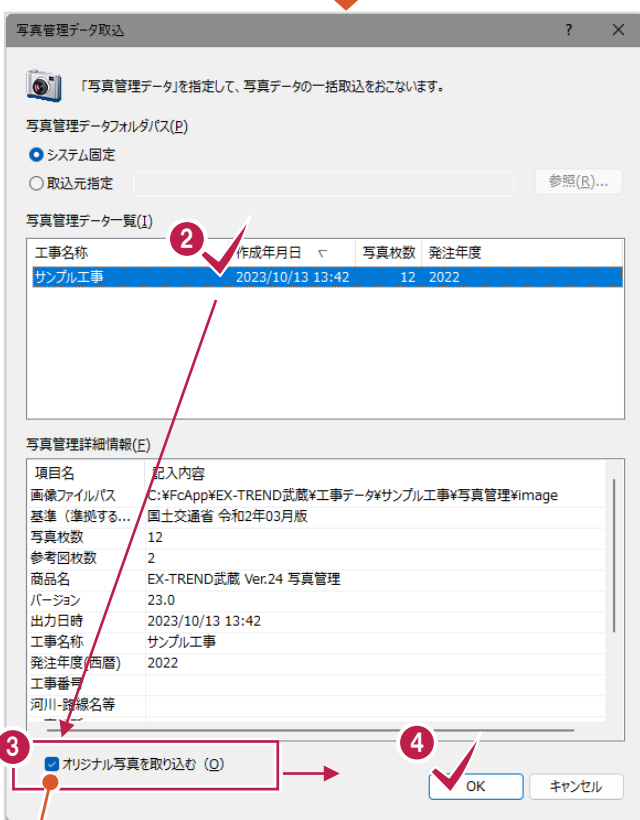 写真管理データ取込 ? ×
「写真管理データ」を指定して、写真データの一括取込をおこないます。
写真管理データフォルダパス(P)
システム固定
取込元指定 参照(R)...
写真管理データ一覧(I)
2
工事名称 作成年月日 写真枚数 発注年度
サンプル工事 2023/10/13 13:42 12 2022
写真管理詳細情報(F)
項目名 記入内容
画像ファイルパス C:¥FcApp¥EX-TREND武蔵¥工事データ¥サンプル工事¥写真管理¥image
基準（準拠する... 国土交通省 令和2年03月版
写真枚数 12
参考図枚数 2
商品名 EX-TREND武蔵 Ver.24 写真管理
バージョン 23.0
出力日時 2023/10/13 13:42
工事名称 サンプル工事
発注年度(西暦) 2022
工事番号
河川-路線名等
3
オリジナル写真を取り込む（O）
4
OK キャンセル